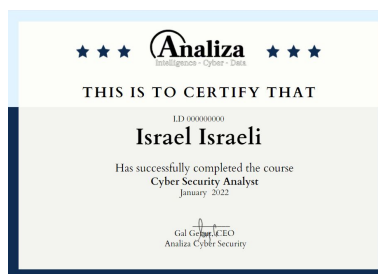 Analiza
Intelligence - Cyber - Data
THIS IS TO CERTIFY THAT
I.D 000000000
Israel Israeli
Has successfully completed the course
Cyber Security Analyst
January 2022
Gal CEO
Analiza Cyber Security